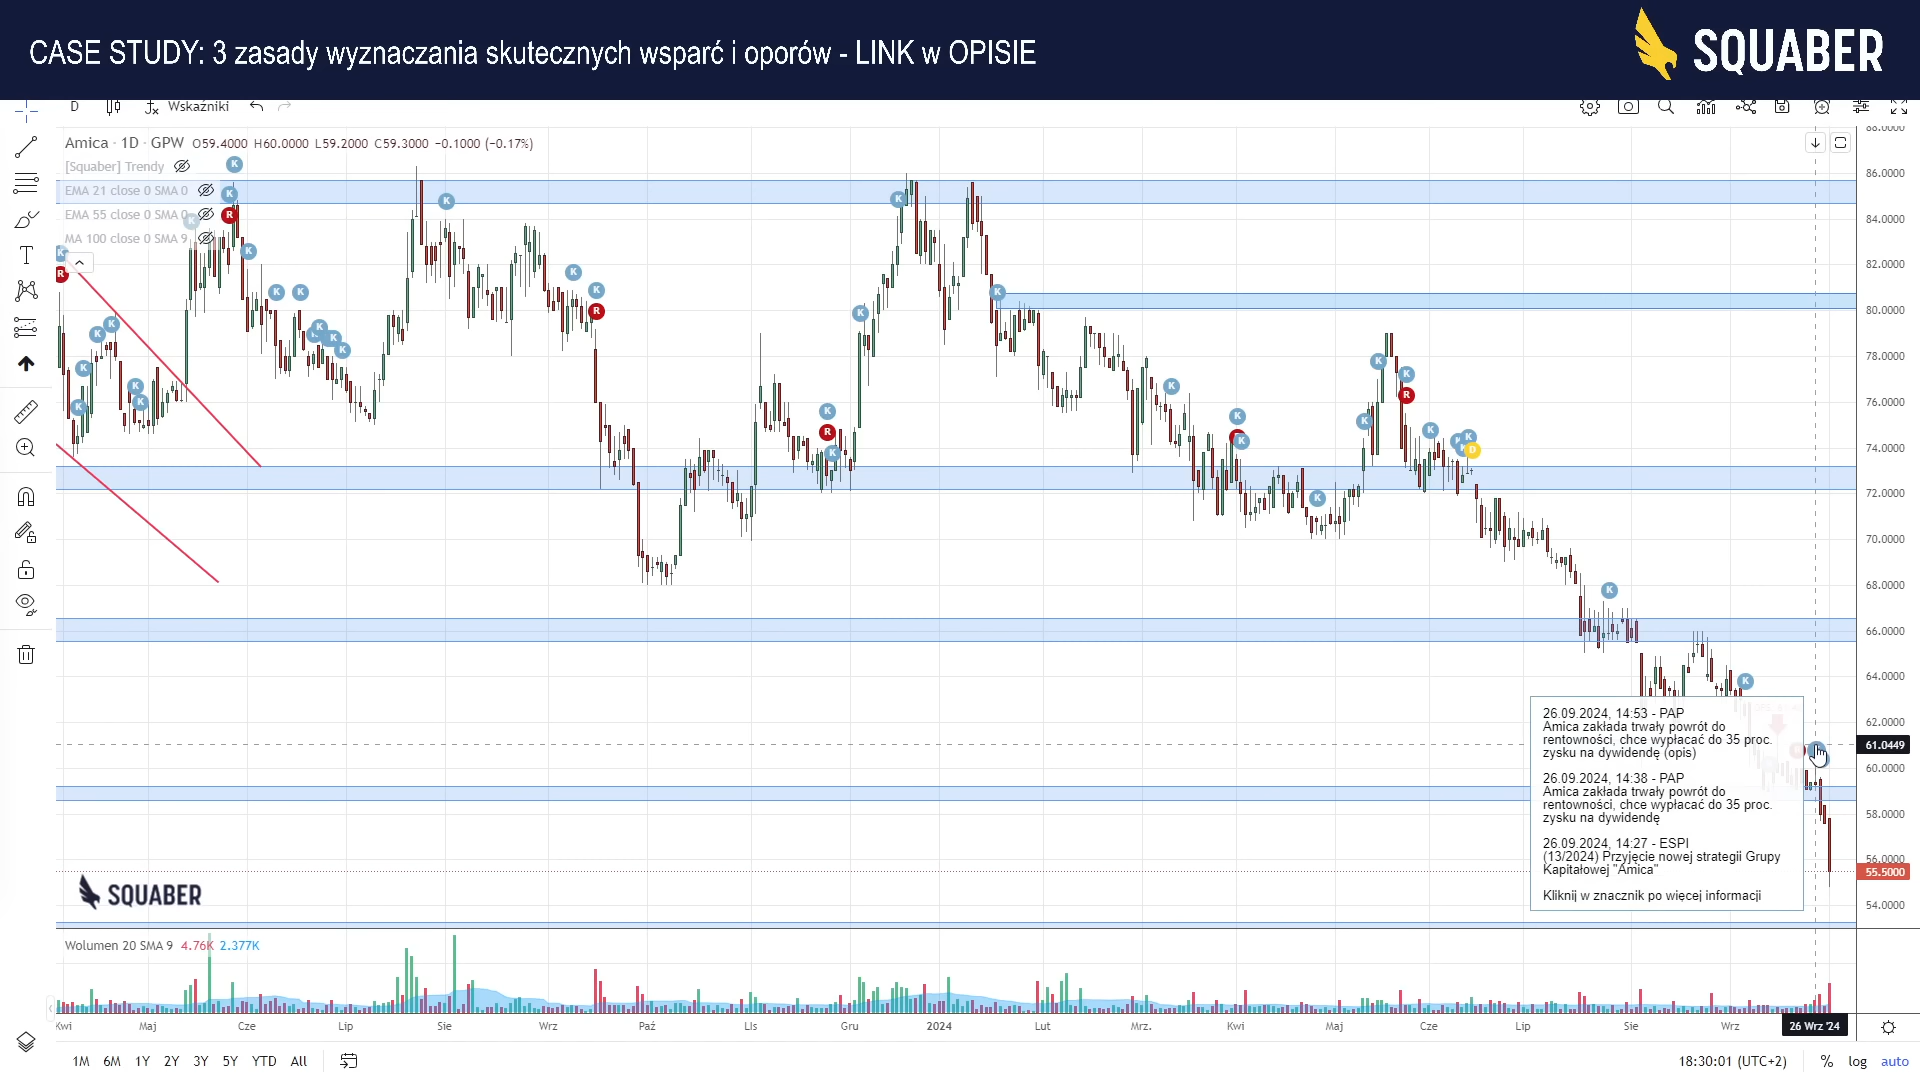 CASE STUDY: 3 zasady wyznaczania skutecznych wsparć i oporów - LINK w OPISIE
SQUABER
D
Wskaźniki
Amica · 1D · GPW O59.4000 H60.0000 L59.2000 C59.3000 −0.1000 (−0.17%)
[Squaber] Trendy
EMA 21 close 0 SMA 0
EMA 55 close 0 SMA 0
MA 100 close 0 SMA 9
88.0000
86.0000
84.0000
82.0000
80.0000
78.0000
76.0000
74.0000
72.0000
70.0000
68.0000
66.0000
64.0000
62.0000
61.0449
60.0000
58.0000
56.0000
55.5000
54.0000
26.09.2024, 14:53 - PAP
Amica zakłada trwały powrót do
rentowności, chce wypłacać do 35 proc.
zysku na dywidendę (opis)
26.09.2024, 14:38 - PAP
Amica zakłada trwały powrót do
rentowności, chce wypłacać do 35 proc.
zysku na dywidendę
26.09.2024, 14:27 - ESPI
(13/2024) Przyjęcie nowej strategii Grupy
Kapitałowej "Amica"
Kliknij w znacznik po więcej informacji
SQUABER
Wolumen 20 SMA 9 4.76K 2.377K
Kwi Maj Cze Lip Sie Wrz Paź Lis Gru 2024 Lut Mrz. Kwi Maj Cze Lip Sie Wrz 26 Wrz '24
1M 6M 1Y 2Y 3Y 5Y YTD All
18:30:01 (UTC+2) % log auto